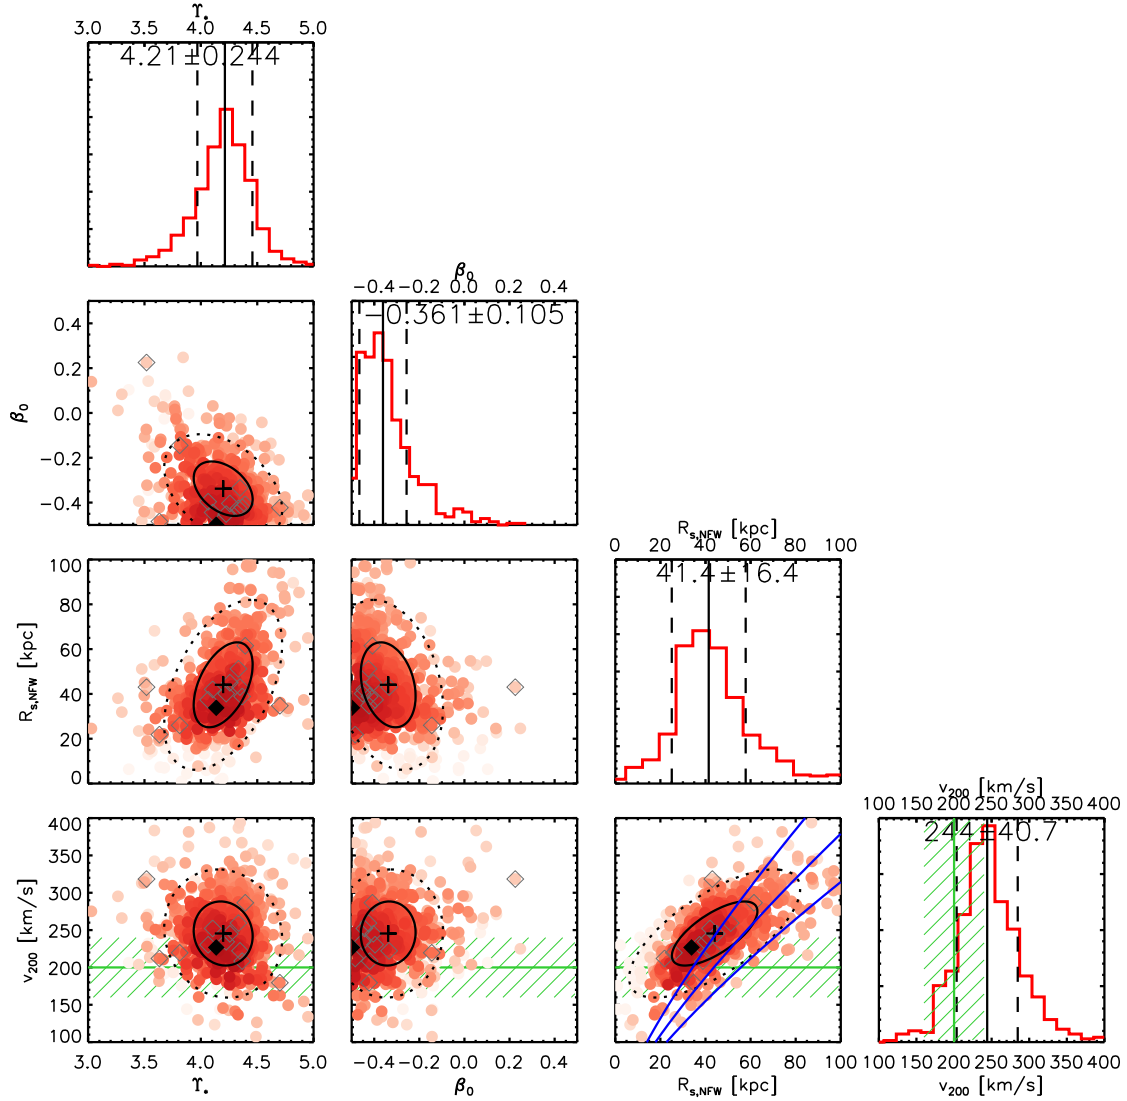 ϒ*
3.0 3.5 4.0 4.5 5.0
4.21±0.244
β₀
−0.4 −0.2 0.0 0.2 0.4
−0.361±0.105
0.4
0.2
0.0
−0.2
−0.4
β₀
R_s,NFW [kpc]
0 20 40 60 80 100
41.4±16.4
100
80
60
40
20
0
R_s,NFW [kpc]
v₂₀₀ [km/s]
100 150 200 250 300 350 400
244±40.7
400
350
300
250
200
150
100
v₂₀₀ [km/s]
3.0 3.5 4.0 4.5 5.0
−0.4 −0.2 0.0 0.2 0.4
0 20 40 60 80 100
100 150 200 250 300 350 400
ϒ*
β₀
R_s,NFW [kpc]
v₂₀₀ [km/s]